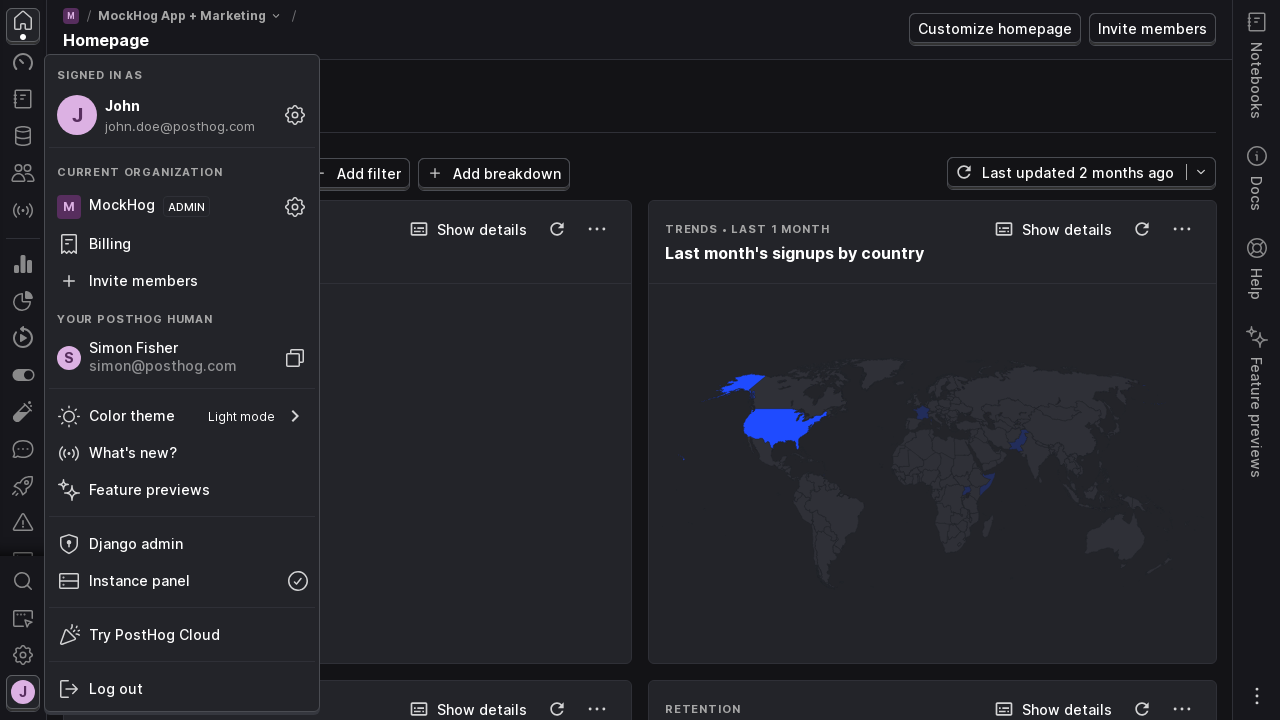 M / MockHog App + Marketing /
Homepage
Customize homepage
Invite members
SIGNED IN AS
J
John
john.doe@posthog.com
CURRENT ORGANIZATION
M
MockHog
ADMIN
Billing
Invite members
YOUR POSTHOG HUMAN
S
Simon Fisher
simon@posthog.com
Color theme
Light mode
What's new?
Feature previews
Django admin
Instance panel
Try PostHog Cloud
Log out
J
Add filter
Add breakdown
Last updated 2 months ago
Show details
TRENDS • LAST 1 MONTH
Show details
Last month's signups by country
Show details
RETENTION
Show details
Notebooks
Docs
Help
Feature previews